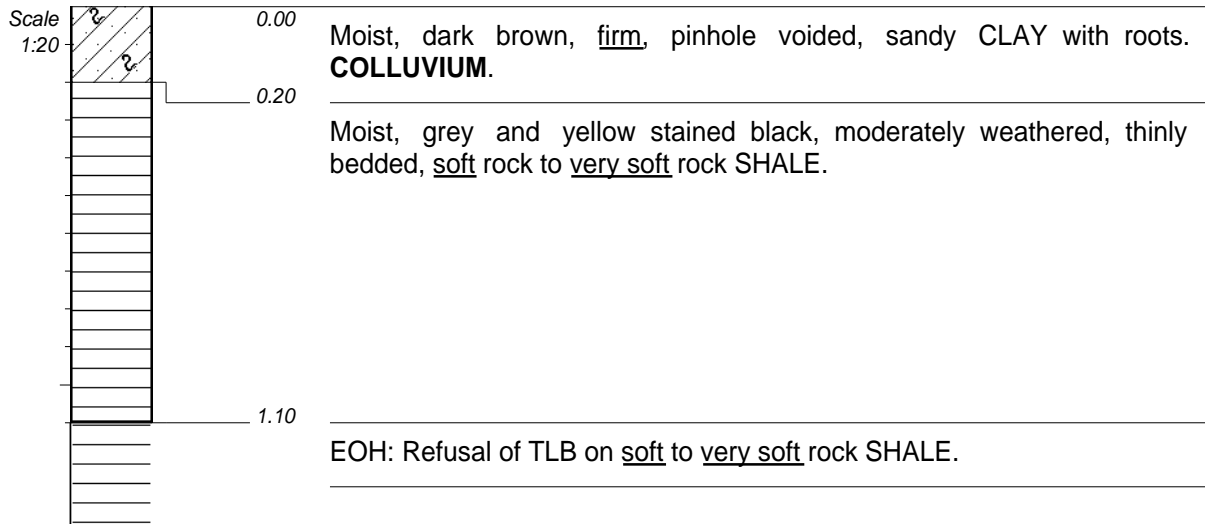 Scale
1:20
0.00
Moist, dark brown, firm, pinhole voided, sandy CLAY with roots.
COLLUVIUM.
0.20
Moist, grey and yellow stained black, moderately weathered, thinly
bedded, soft rock to very soft rock SHALE.
1.10
EOH: Refusal of TLB on soft to very soft rock SHALE.